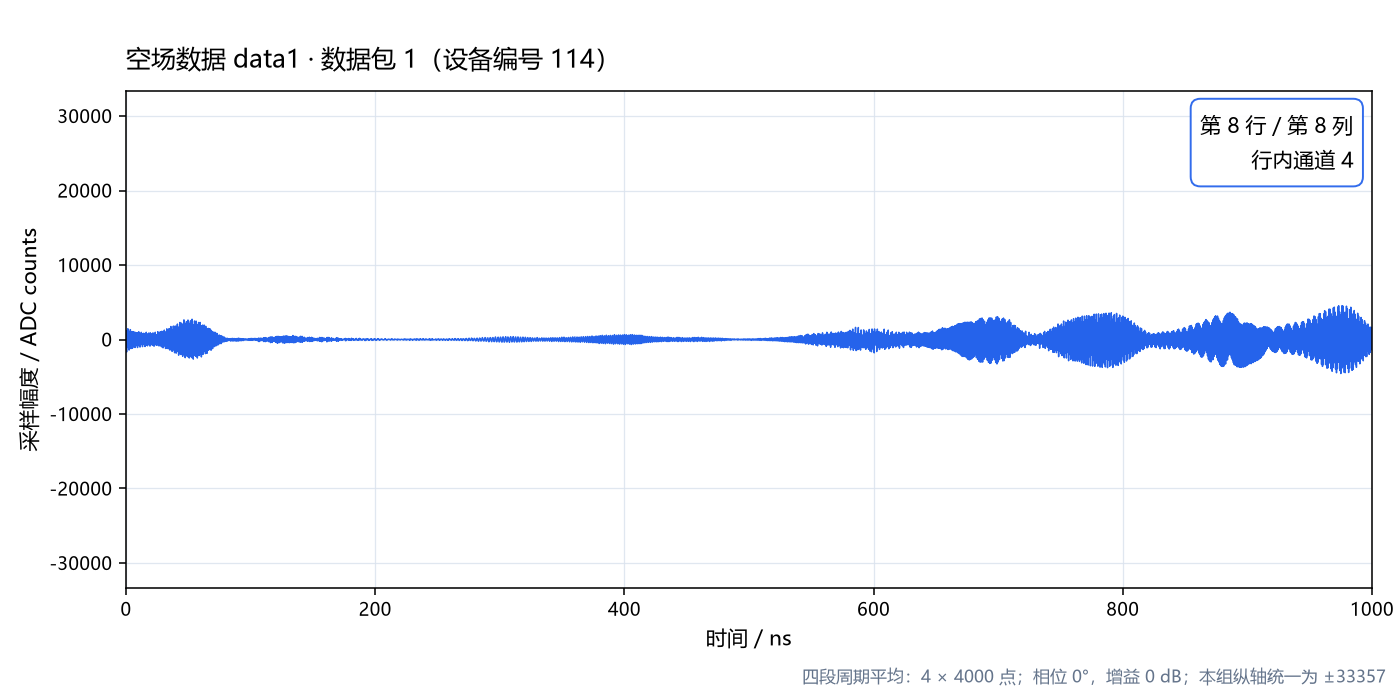 空场数据 data1 · 数据包 1（设备编号 114）
第 8 行 / 第 8 列
行内通道 4
采样幅度 / ADC counts
30000
20000
10000
0
-10000
-20000
-30000
0 200 400 600 800 1000
时间 / ns
四段周期平均：4 × 4000 点；相位 0°，增益 0 dB；本组纵轴统一为 ±33357